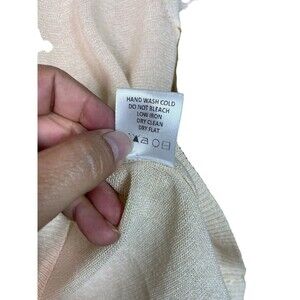 HAND WASH COLD
DO NOT BLEACH
LOW IRON
DRY CLEAN
DRY FLAT